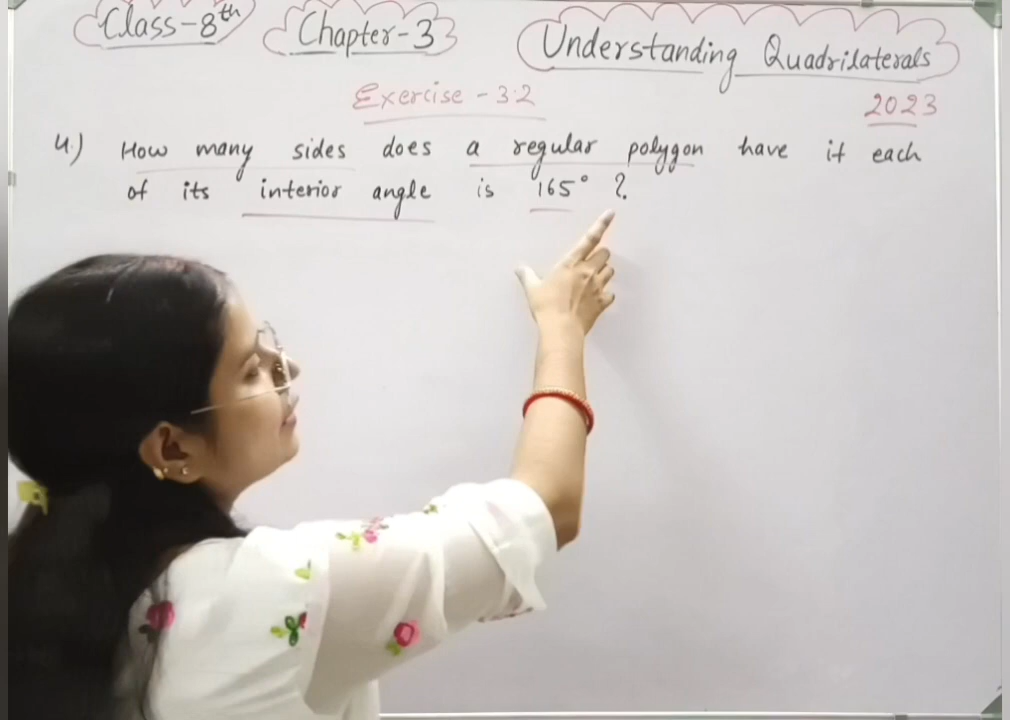 Class-8th Chapter-3 Understanding Quadrilaterals
Exercise - 3.2 2023
4.) How many sides does a regular polygon have if each
of its interior angle is 165° ?